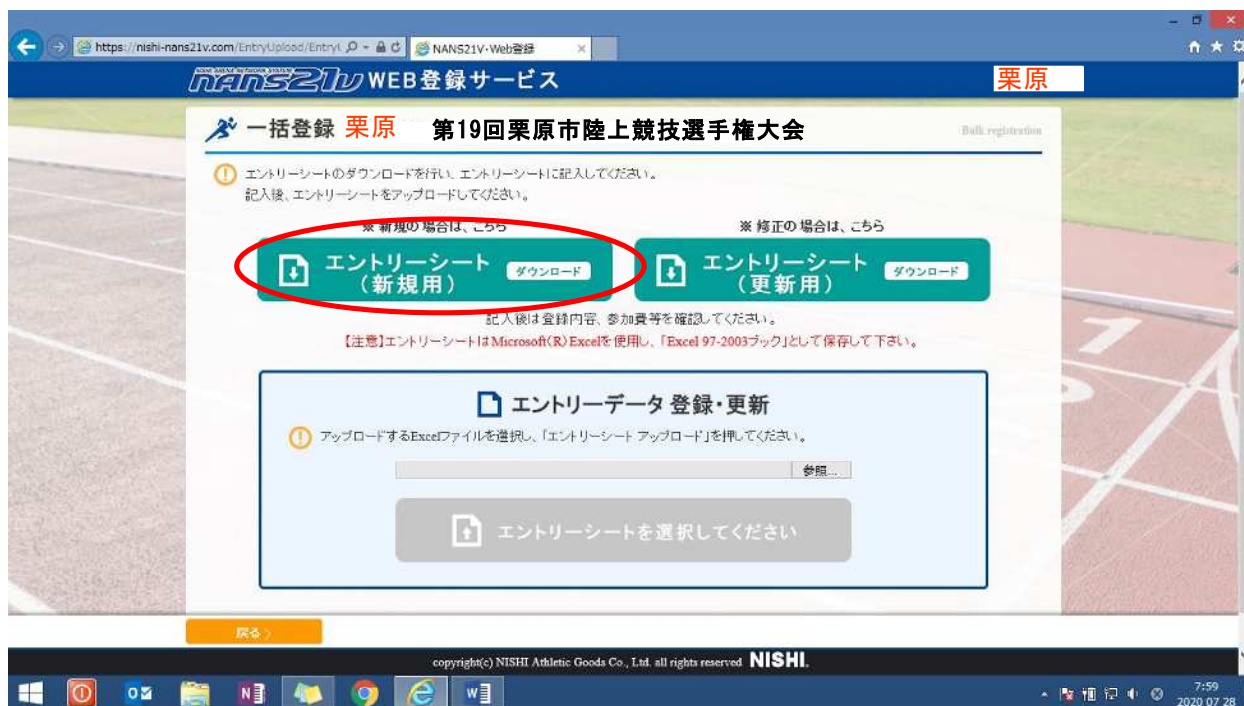 https://nishi-nans21v.com/EntryUpload/Entry
NANS21V-Web登録
nans21v WEB登録サービス
栗原
一括登録 栗原 第19回栗原市陸上競技選手権大会
Bulk registration
エントリーシートのダウンロードを行い、エントリーシートに記入してください。
記入後、エントリーシートをアップロードしてください。
※ 新規の場合は、こちら
※ 修正の場合は、こちら
エントリーシート
(新規用)
ダウンロード
エントリーシート
(更新用)
ダウンロード
記入後は登録内容、参加費等を確認してください。
【注意】エントリーシートはMicrosoft(R) Excelを使用し、「Excel 97-2003ブック」として保存して下さい。
エントリーデータ 登録・更新
アップロードするExcelファイルを選択し、「エントリーシート アップロード」を押してください。
参照...
エントリーシートを選択してください
1
戻る 〉
copyright(c) NISHI Athletic Goods Co., Ltd. all rights reserved NISHI.
7:59
2020 07 28